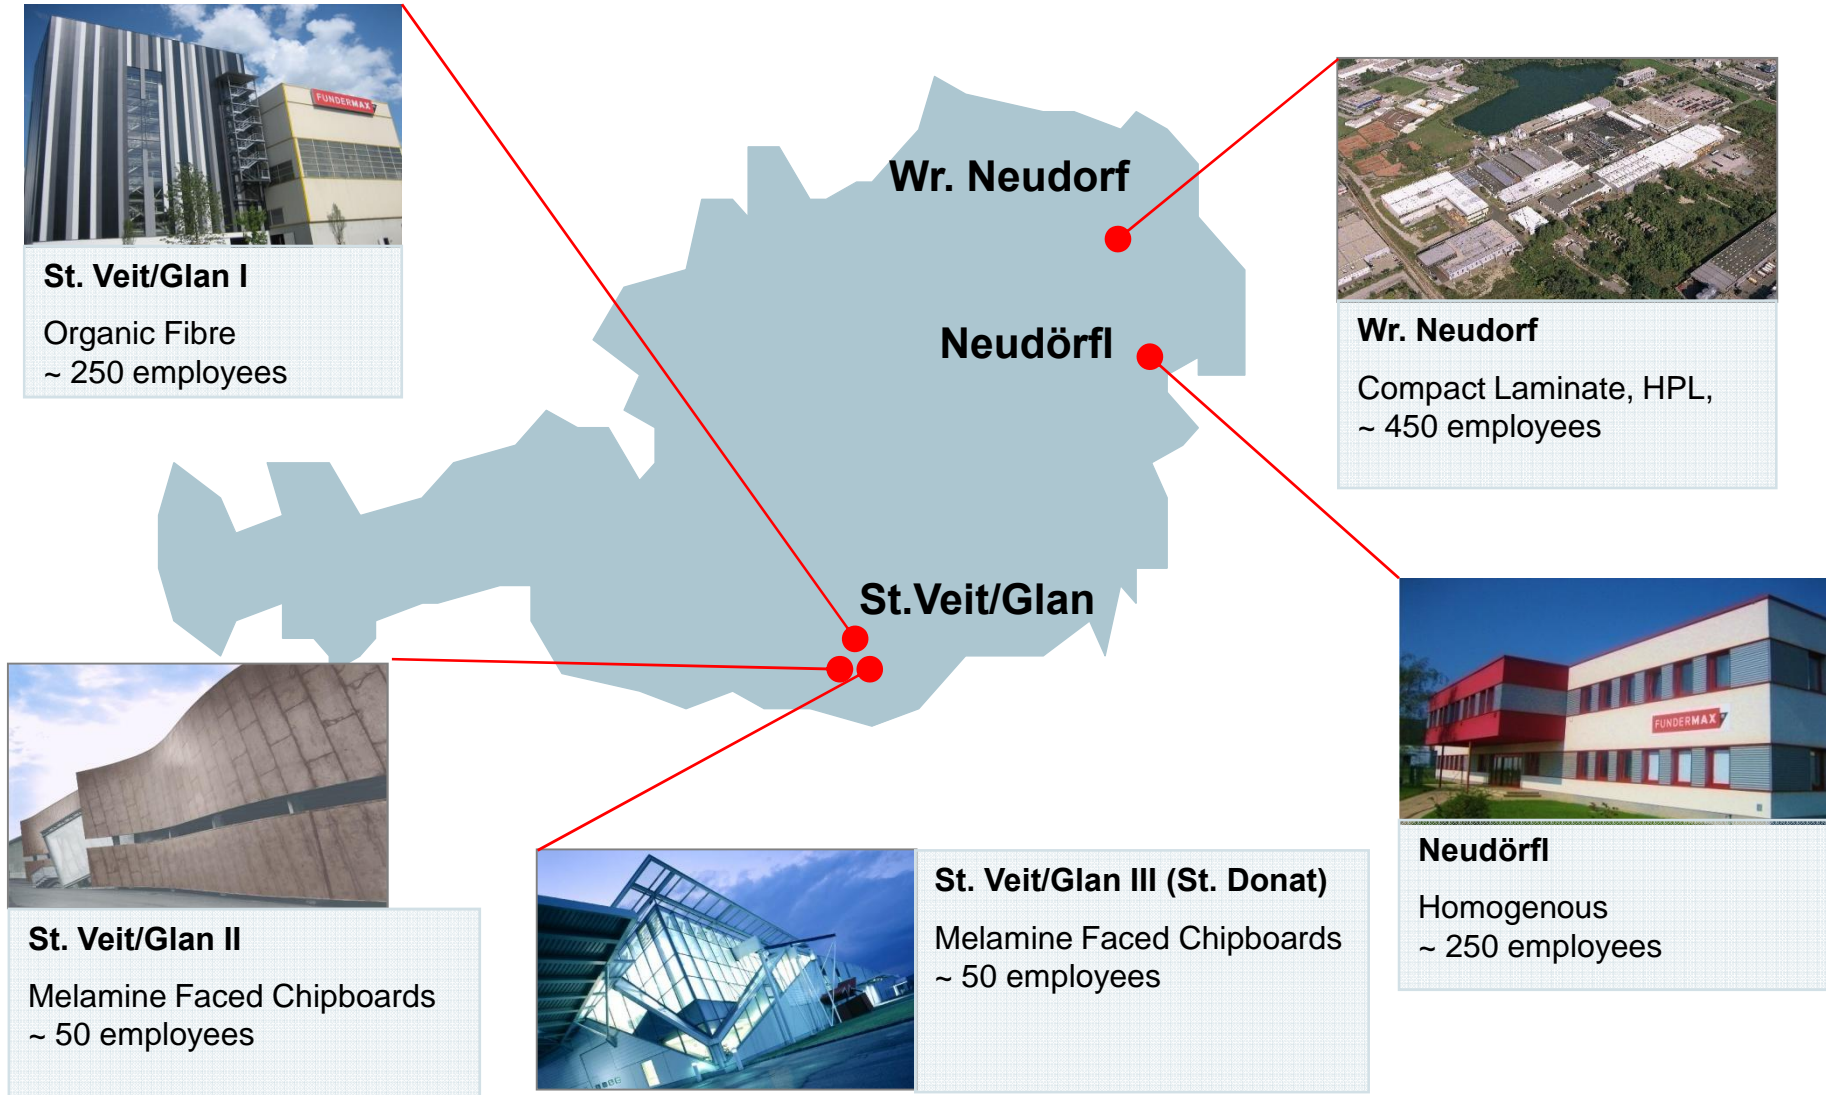 FUNDERMAX
St. Veit/Glan I
Organic Fibre
~ 250 employees
Wr. Neudorf
Neudörfl
St.Veit/Glan
Wr. Neudorf
Compact Laminate, HPL,
~ 450 employees
FUNDERMAX
Neudörfl
Homogenous
~ 250 employees
St. Veit/Glan II
Melamine Faced Chipboards
~ 50 employees
St. Veit/Glan III (St. Donat)
Melamine Faced Chipboards
~ 50 employees